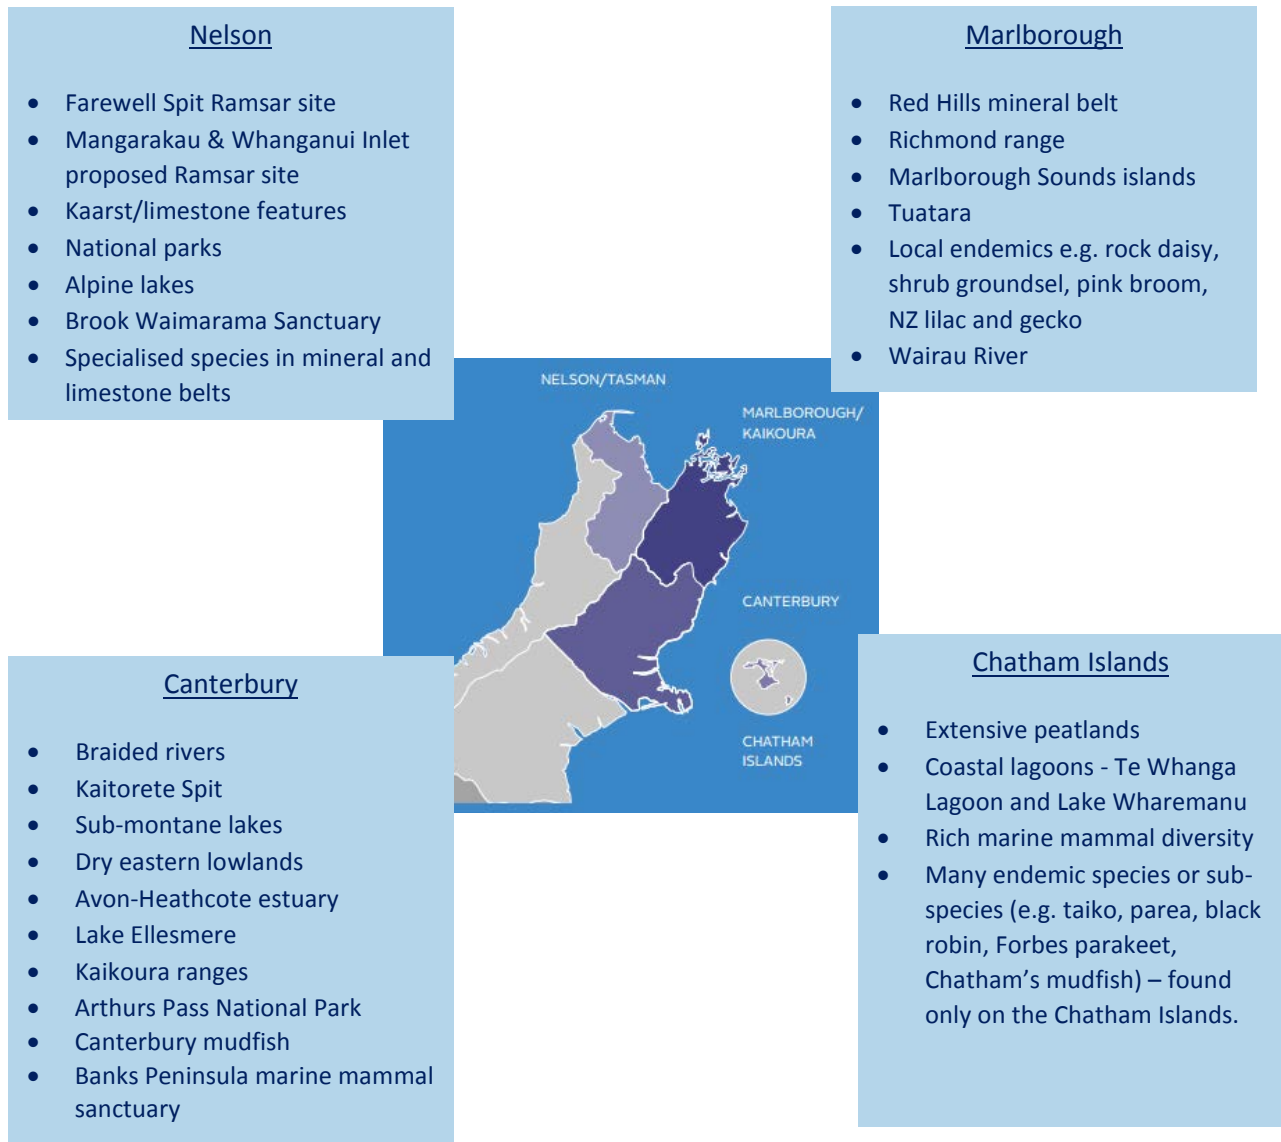 Nelson
• Farewell Spit Ramsar site
• Mangarakau & Whanganui Inlet
proposed Ramsar site
• Kaarst/limestone features
• National parks
• Alpine lakes
• Brook Waimarama Sanctuary
• Specialised species in mineral and
limestone belts
Marlborough
• Red Hills mineral belt
• Richmond range
• Marlborough Sounds islands
• Tuatara
• Local endemics e.g. rock daisy,
shrub groundsel, pink broom,
NZ lilac and gecko
• Wairau River
NELSON/TASMAN
MARLBOROUGH/
KAIKOURA
CANTERBURY
CHATHAM
ISLANDS
Canterbury
• Braided rivers
• Kaitorete Spit
• Sub-montane lakes
• Dry eastern lowlands
• Avon-Heathcote estuary
• Lake Ellesmere
• Kaikoura ranges
• Arthurs Pass National Park
• Canterbury mudfish
• Banks Peninsula marine mammal
sanctuary
Chatham Islands
• Extensive peatlands
• Coastal lagoons - Te Whanga
Lagoon and Lake Wharemanu
• Rich marine mammal diversity
• Many endemic species or sub-
species (e.g. taiko, parea, black
robin, Forbes parakeet,
Chatham’s mudfish) – found
only on the Chatham Islands.